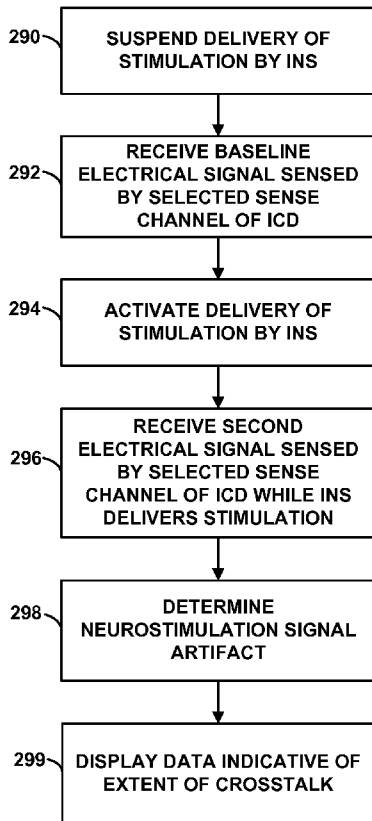 290
SUSPEND DELIVERY OF
STIMULATION BY INS
292
RECEIVE BASELINE
ELECTRICAL SIGNAL SENSED
BY SELECTED SENSE
CHANNEL OF ICD
294
ACTIVATE DELIVERY OF
STIMULATION BY INS
296
RECEIVE SECOND
ELECTRICAL SIGNAL SENSED
BY SELECTED SENSE
CHANNEL OF ICD WHILE INS
DELIVERS STIMULATION
298
DETERMINE
NEUROSTIMULATION SIGNAL
ARTIFACT
299
DISPLAY DATA INDICATIVE OF
EXTENT OF CROSSTALK